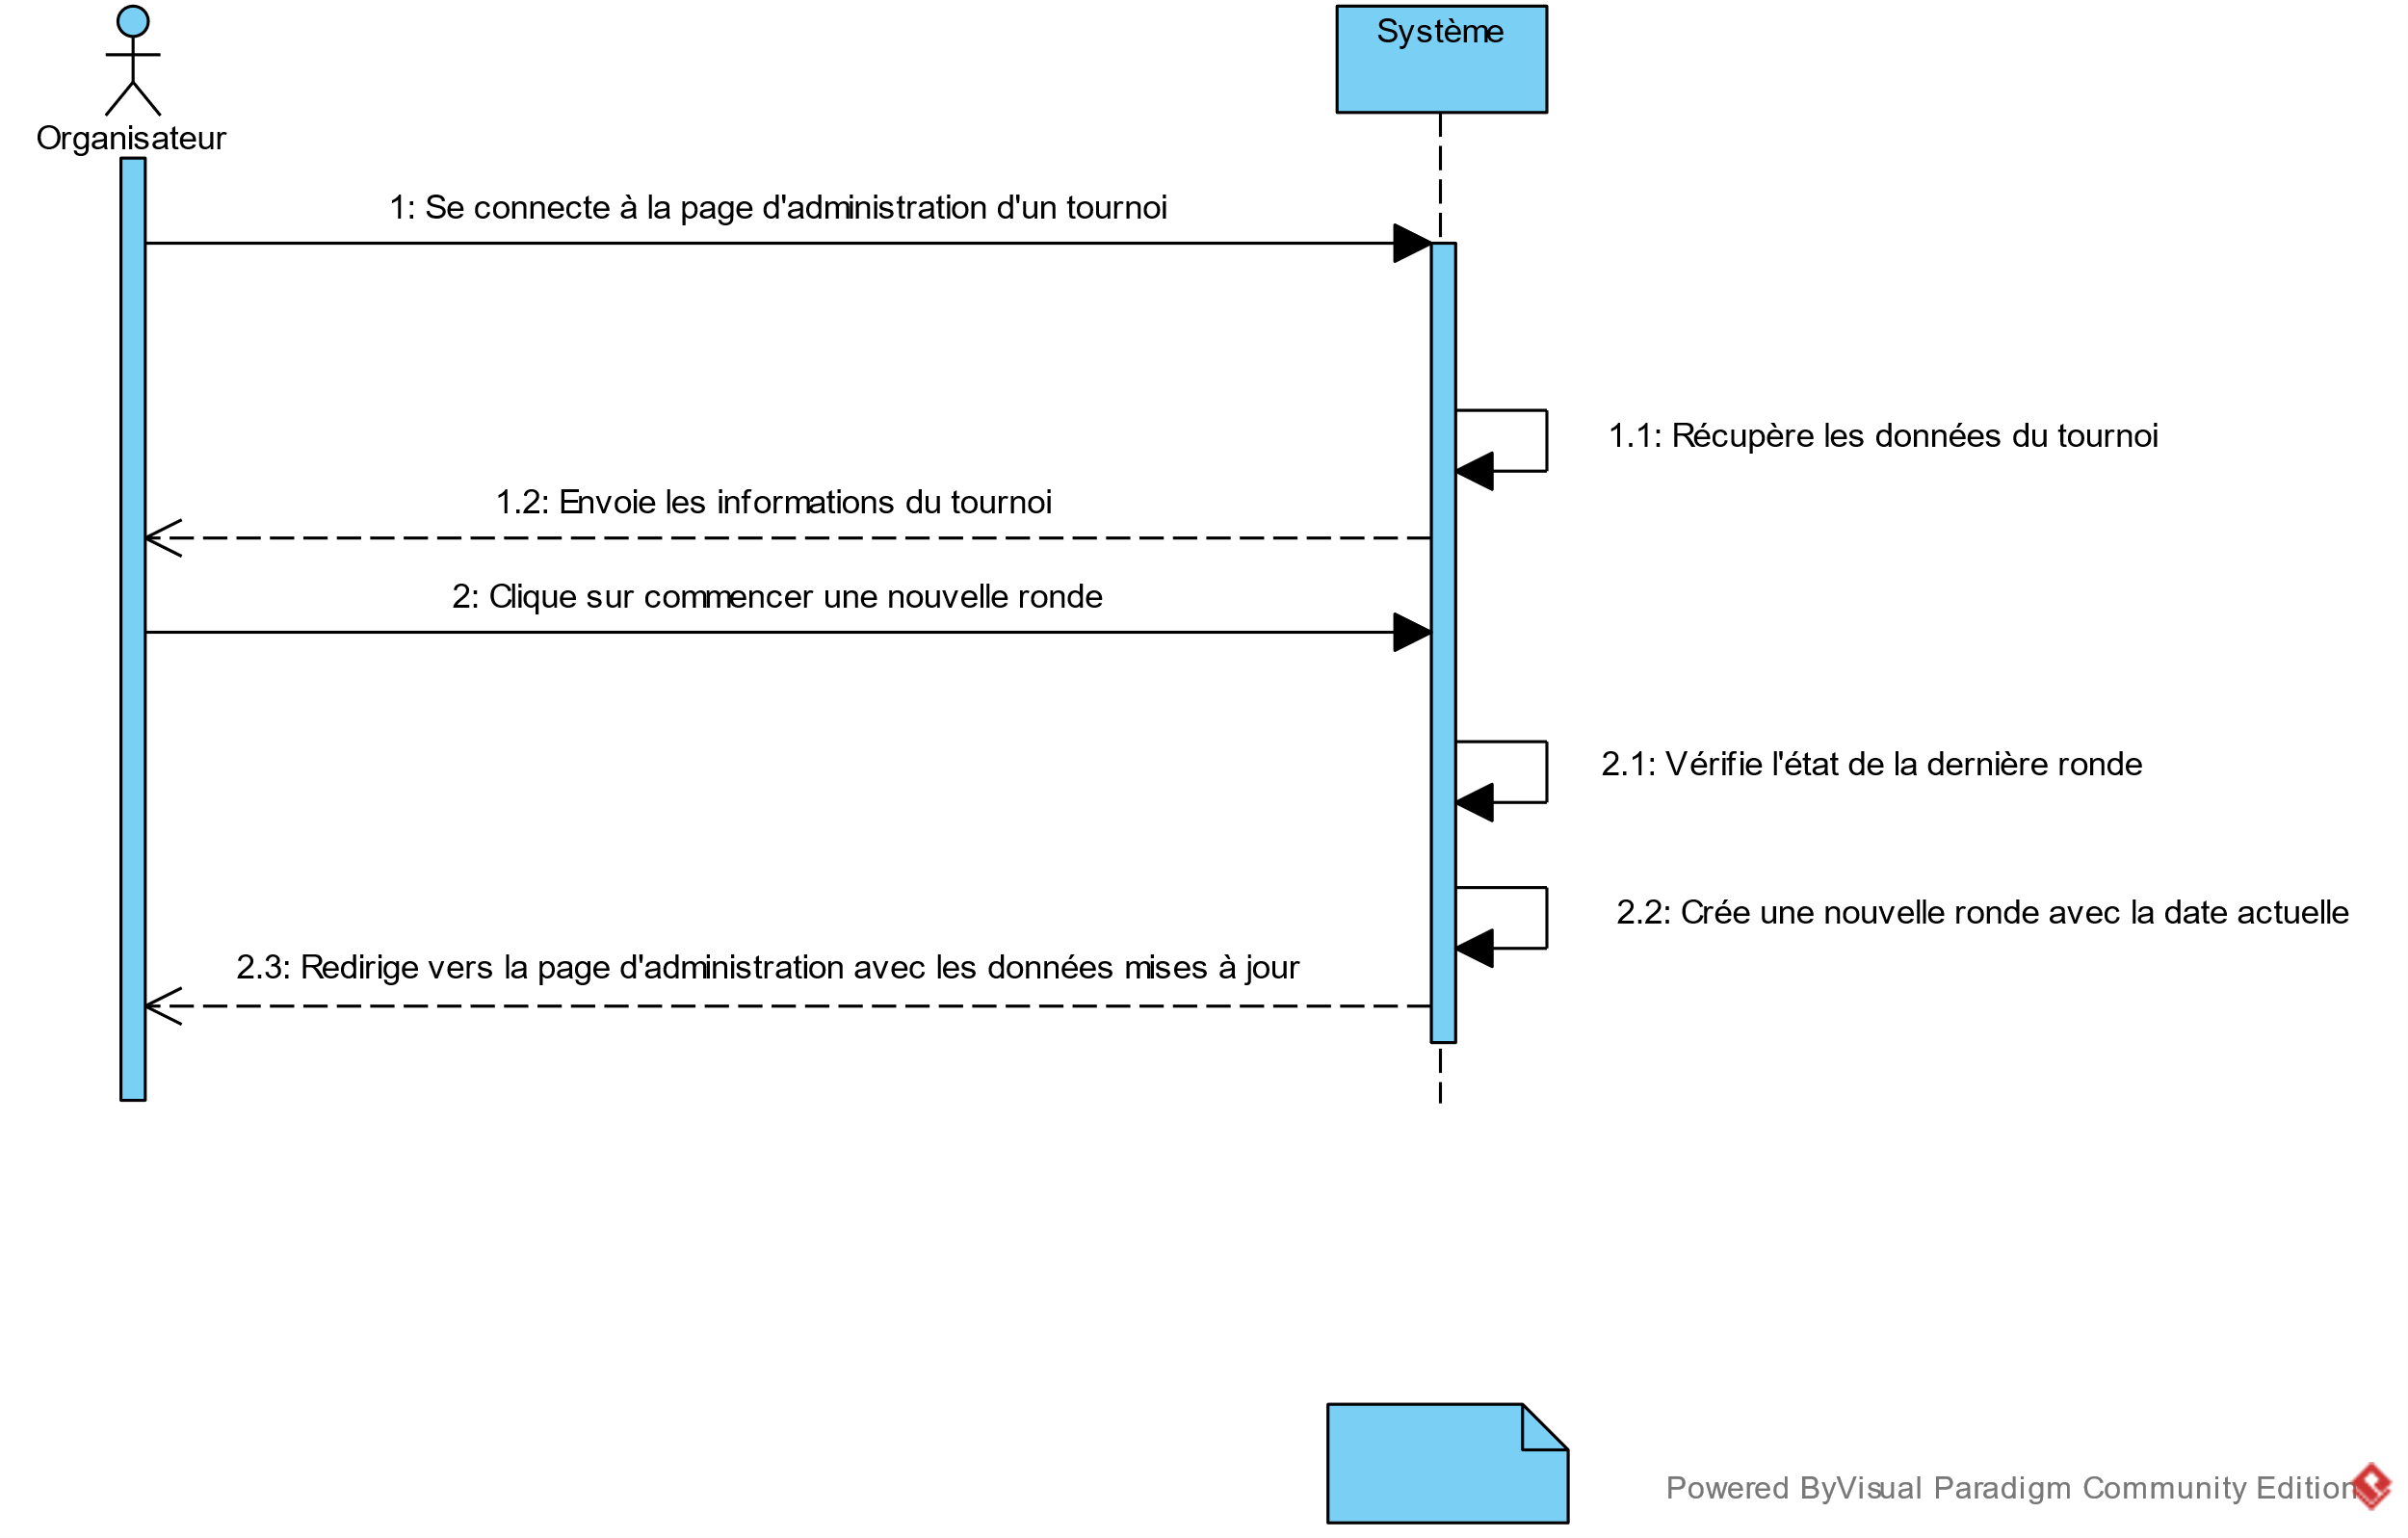 Système
Organisateur
1: Se connecte à la page d'administration d'un tournoi
1.1: Récupère les données du tournoi
1.2: Envoie les informations du tournoi
2: Clique sur commencer une nouvelle ronde
2.1: Vérifie l'état de la dernière ronde
2.2: Crée une nouvelle ronde avec la date actuelle
2.3: Redirige vers la page d'administration avec les données mises à jour
Powered ByVisual Paradigm Community Edition